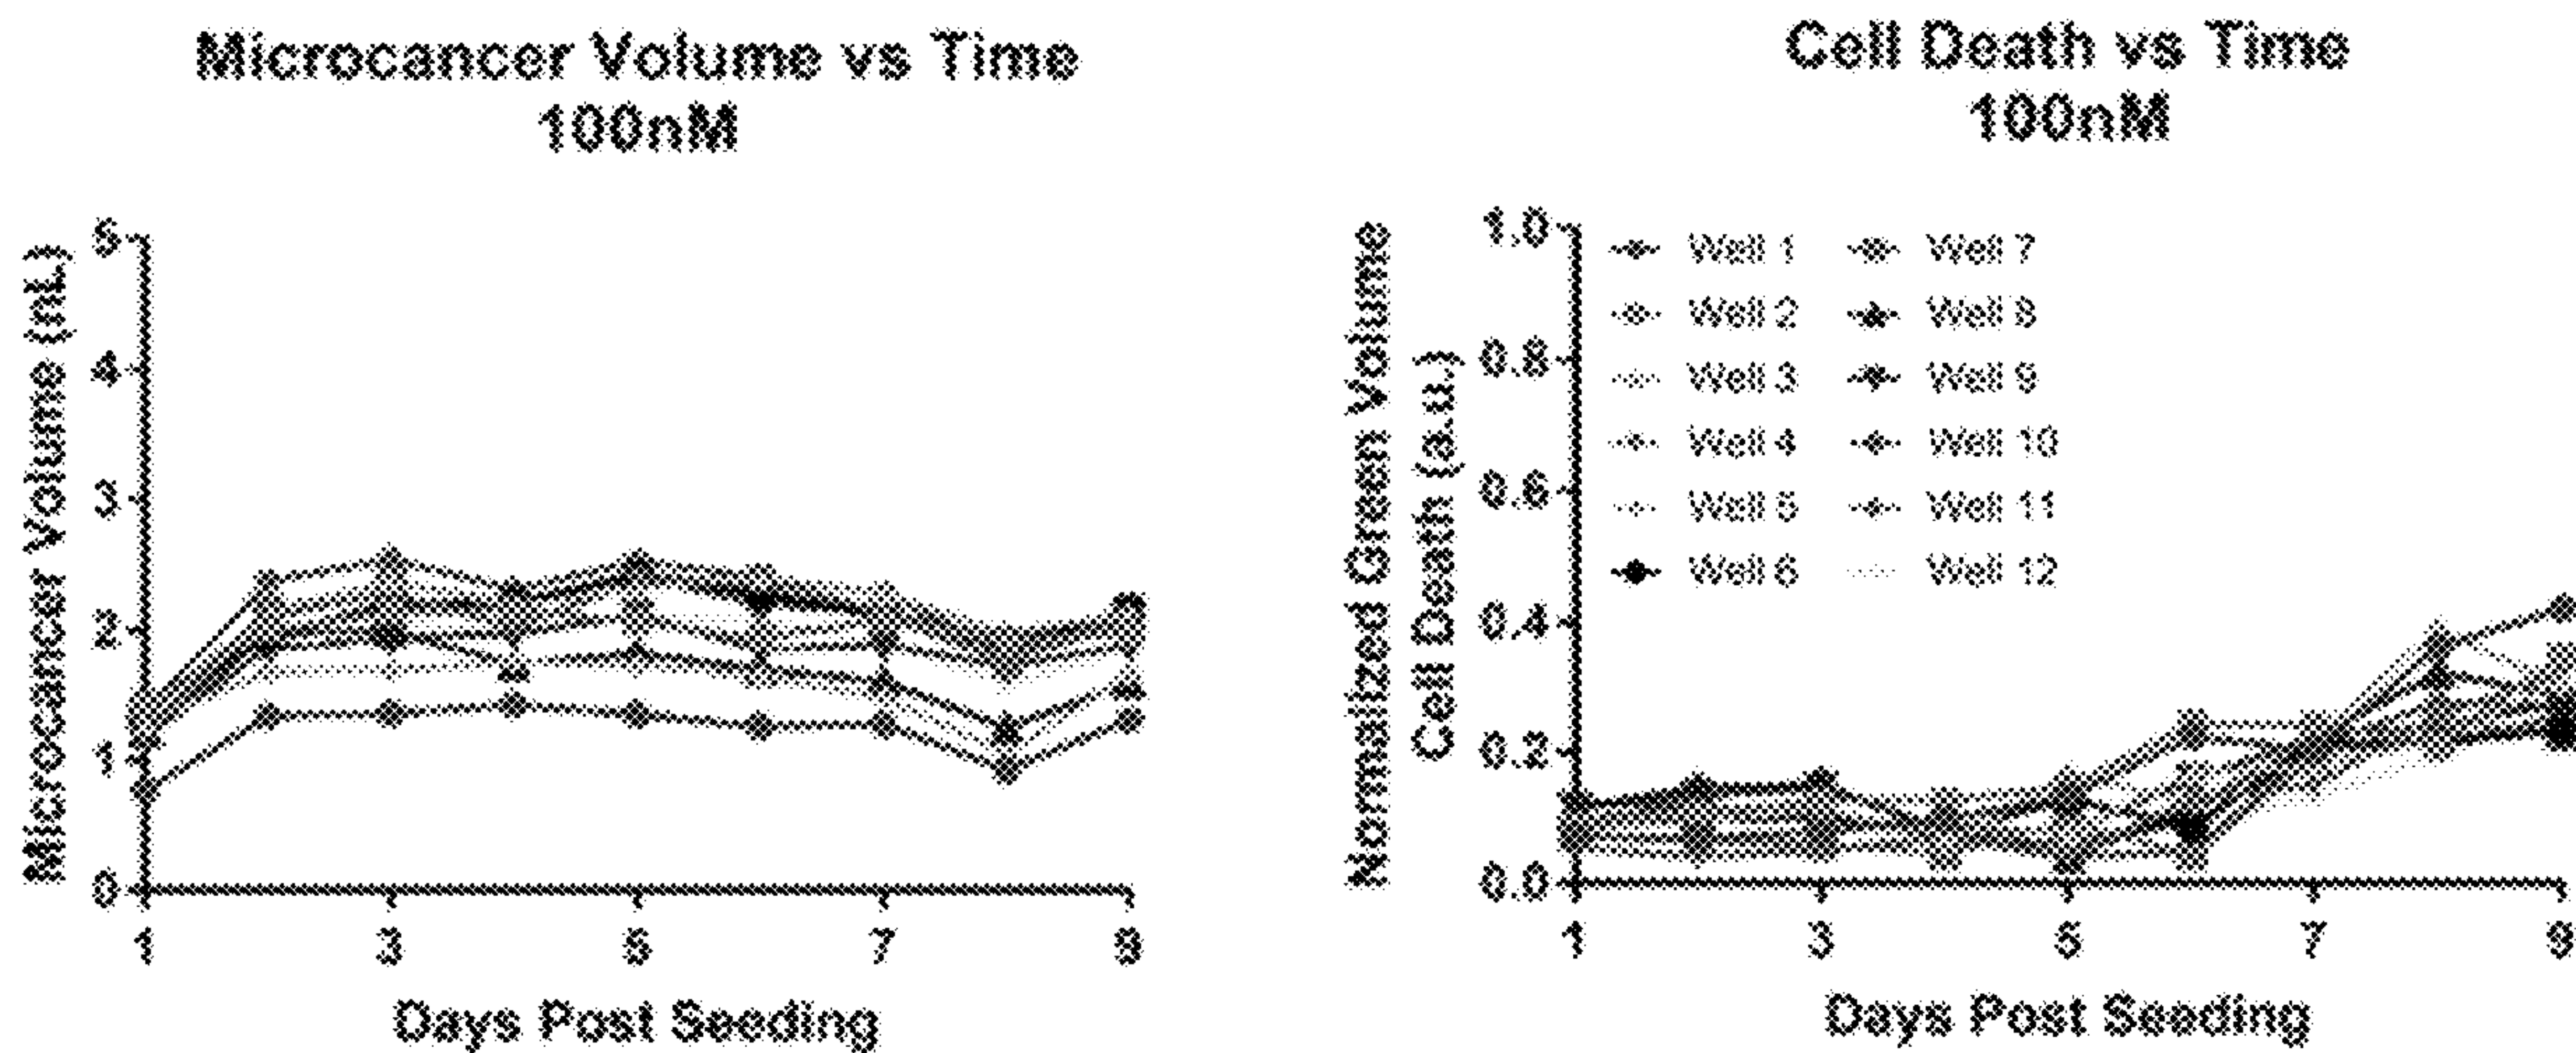 Microcancer Volume vs Time
100nM
Microcancer Volume (nL)
5
4
3
2
1
0
1 3 5 7 9
Days Post Seeding
Cell Death vs Time
100nM
Normalized Green Volume
Cell Death (a.u.)
1.0
0.8
0.6
0.4
0.2
0.0
Well 1 Well 7
Well 2 Well 8
Well 3 Well 9
Well 4 Well 10
Well 5 Well 11
Well 6 Well 12
1 3 5 7 9
Days Post Seeding